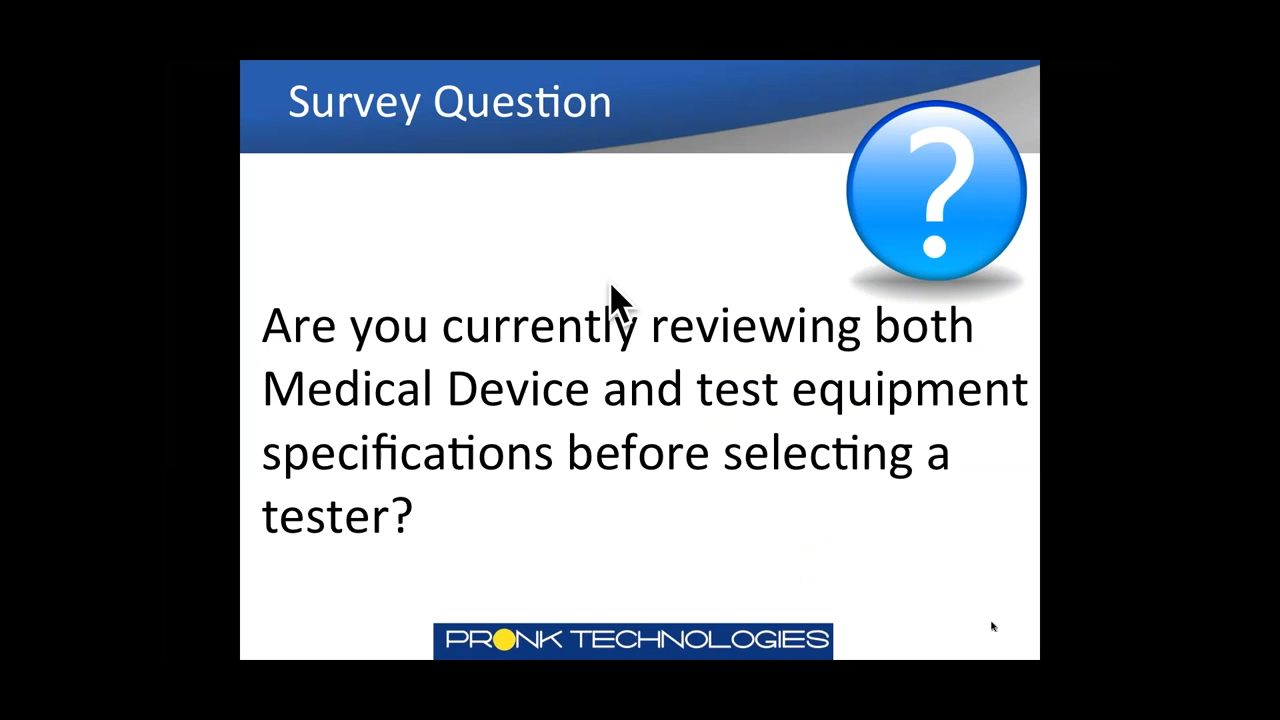 Survey Question
?
Are you currently reviewing both
Medical Device and test equipment
specifications before selecting a
tester?
PRONK TECHNOLOGIES